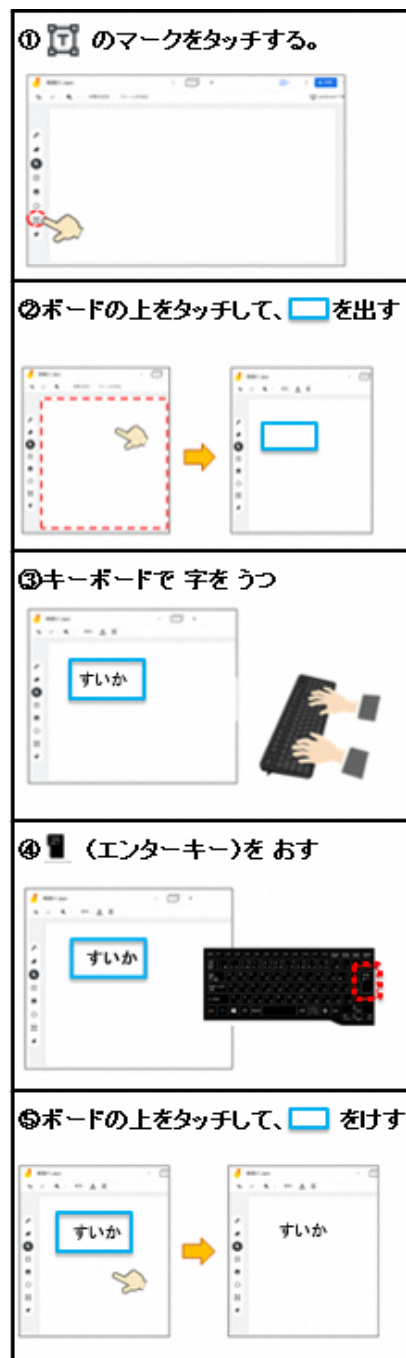 ① T のマークをタッチする。
②ボードの上をタッチして、 を出す
③キーボードで 字を うつ
すいか
④ （エンターキー）を おす
すいか
⑤ボードの上をタッチして、 をけす
すいか
すいか